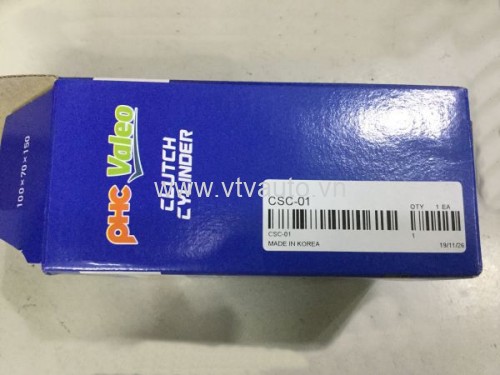 100×70×150
PHC Valeo
CLUTCH
CYLINDER
www.vtvauto.vn
CSC-01
QTY 1 EA
CSC-01
1
MADE IN KOREA
19/11/26